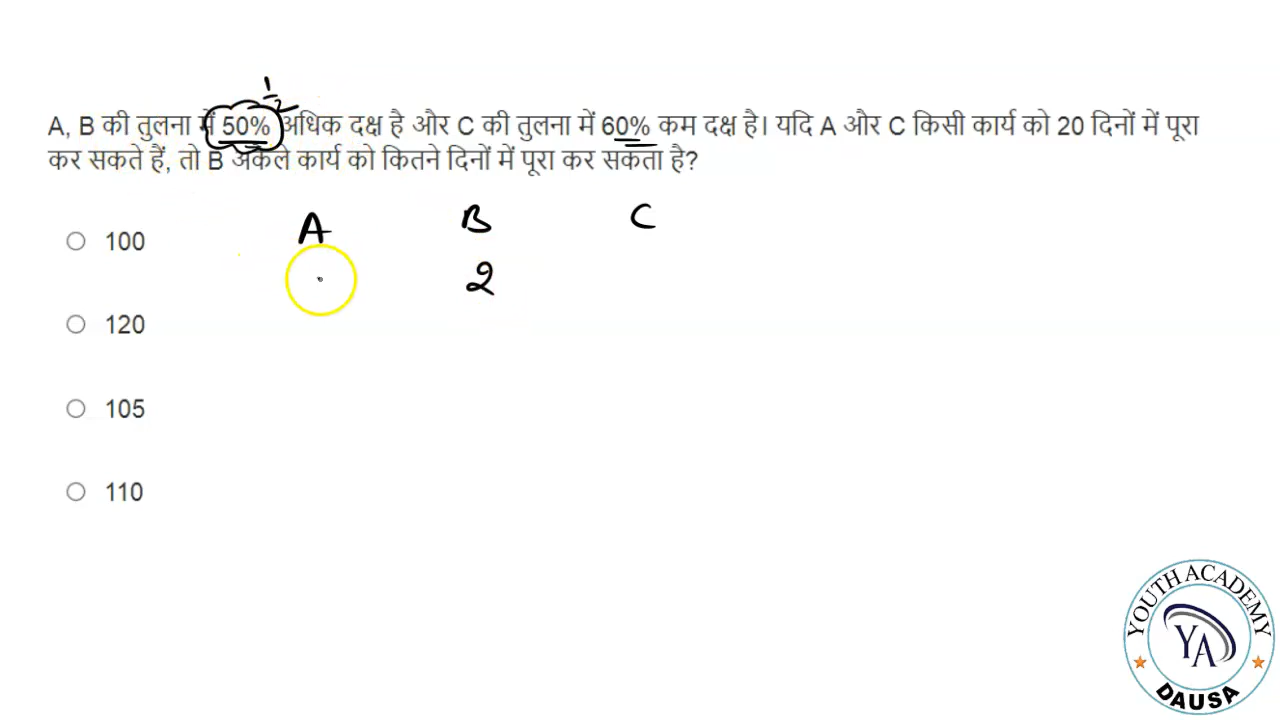 1
2
A, B की तुलना में 50% अधिक दक्ष है और C की तुलना में 60% कम दक्ष है। यदि A और C किसी कार्य को 20 दिनों में पूरा
कर सकते हैं, तो B अकेले कार्य को कितने दिनों में पूरा कर सकता है?
A B C
100
2
120
105
110
YOUTH ACADEMY
YA
DAUSA